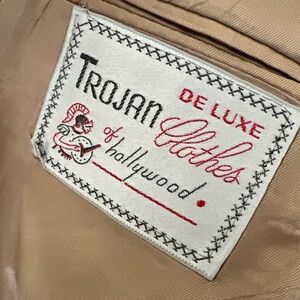 TROJAN DE LUXE
Clothes
of hollywood.